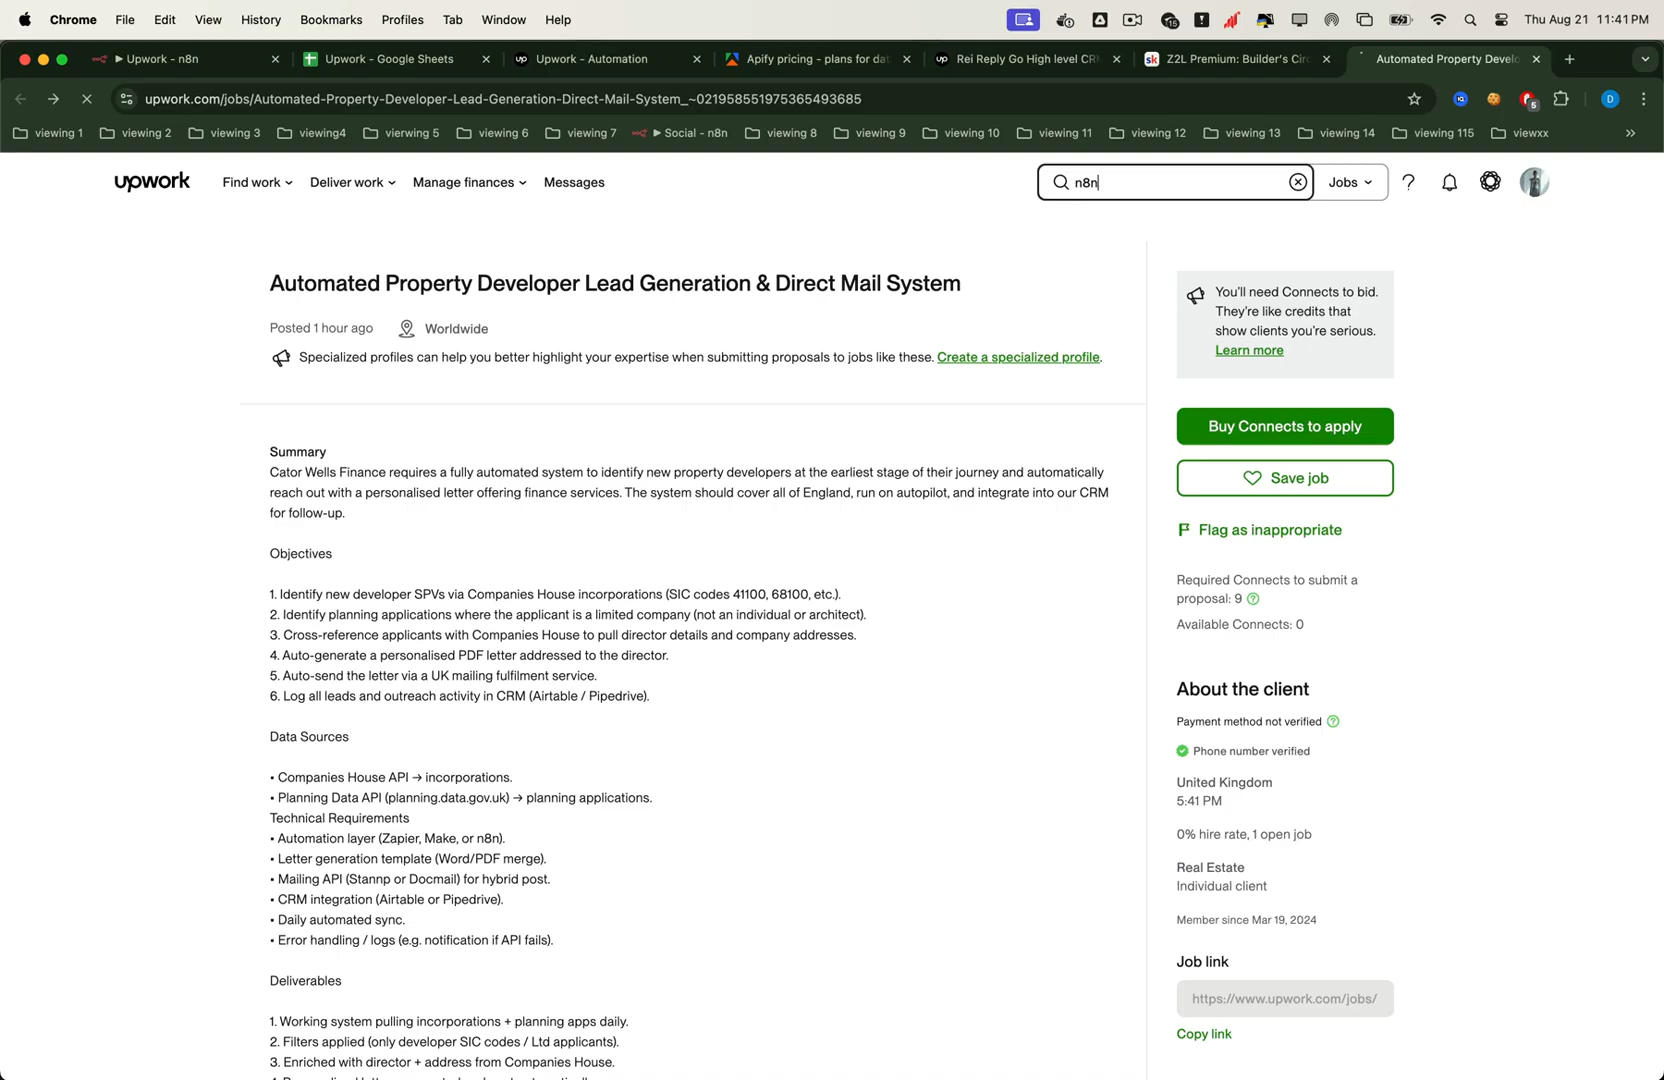 Chrome File Edit View History Bookmarks Profiles Tab Window Help Thu Aug 21 11:41 PM
Upwork - n8n Upwork - Google Sheets Upwork - Automation Apify pricing - plans for dat Rei Reply Go High level CRM Z2L Premium: Builder's Circ Automated Property Develo
upwork.com/jobs/Automated-Property-Developer-Lead-Generation-Direct-Mail-System_~021958551975365493685
viewing 1 viewing 2 viewing 3 viewing4 vierwing 5 viewing 6 viewing 7 Social - n8n viewing 8 viewing 9 viewing 10 viewing 11 viewing 12 viewing 13 viewing 14 viewing 115 viewxx
upwork Find work Deliver work Manage finances Messages n8n Jobs
Automated Property Developer Lead Generation & Direct Mail System
Posted 1 hour ago Worldwide
Specialized profiles can help you better highlight your expertise when submitting proposals to jobs like these. Create a specialized profile.
Summary
Cator Wells Finance requires a fully automated system to identify new property developers at the earliest stage of their journey and automatically
reach out with a personalised letter offering finance services. The system should cover all of England, run on autopilot, and integrate into our CRM
for follow-up.
Objectives
1. Identify new developer SPVs via Companies House incorporations (SIC codes 41100, 68100, etc.).
2. Identify planning applications where the applicant is a limited company (not an individual or architect).
3. Cross-reference applicants with Companies House to pull director details and company addresses.
4. Auto-generate a personalised PDF letter addressed to the director.
5. Auto-send the letter via a UK mailing fulfilment service.
6. Log all leads and outreach activity in CRM (Airtable / Pipedrive).
Data Sources
• Companies House API → incorporations.
• Planning Data API (planning.data.gov.uk) → planning applications.
Technical Requirements
• Automation layer (Zapier, Make, or n8n).
• Letter generation template (Word/PDF merge).
• Mailing API (Stannp or Docmail) for hybrid post.
• CRM integration (Airtable or Pipedrive).
• Daily automated sync.
• Error handling / logs (e.g. notification if API fails).
Deliverables
1. Working system pulling incorporations + planning apps daily.
2. Filters applied (only developer SIC codes / Ltd applicants).
3. Enriched with director + address from Companies House.
You'll need Connects to bid.
They're like credits that
show clients you're serious.
Learn more
Buy Connects to apply
Save job
Flag as inappropriate
Required Connects to submit a
proposal: 9
Available Connects: 0
About the client
Payment method not verified
Phone number verified
United Kingdom
5:41 PM
0% hire rate, 1 open job
Real Estate
Individual client
Member since Mar 19, 2024
Job link
https://www.upwork.com/jobs/
Copy link